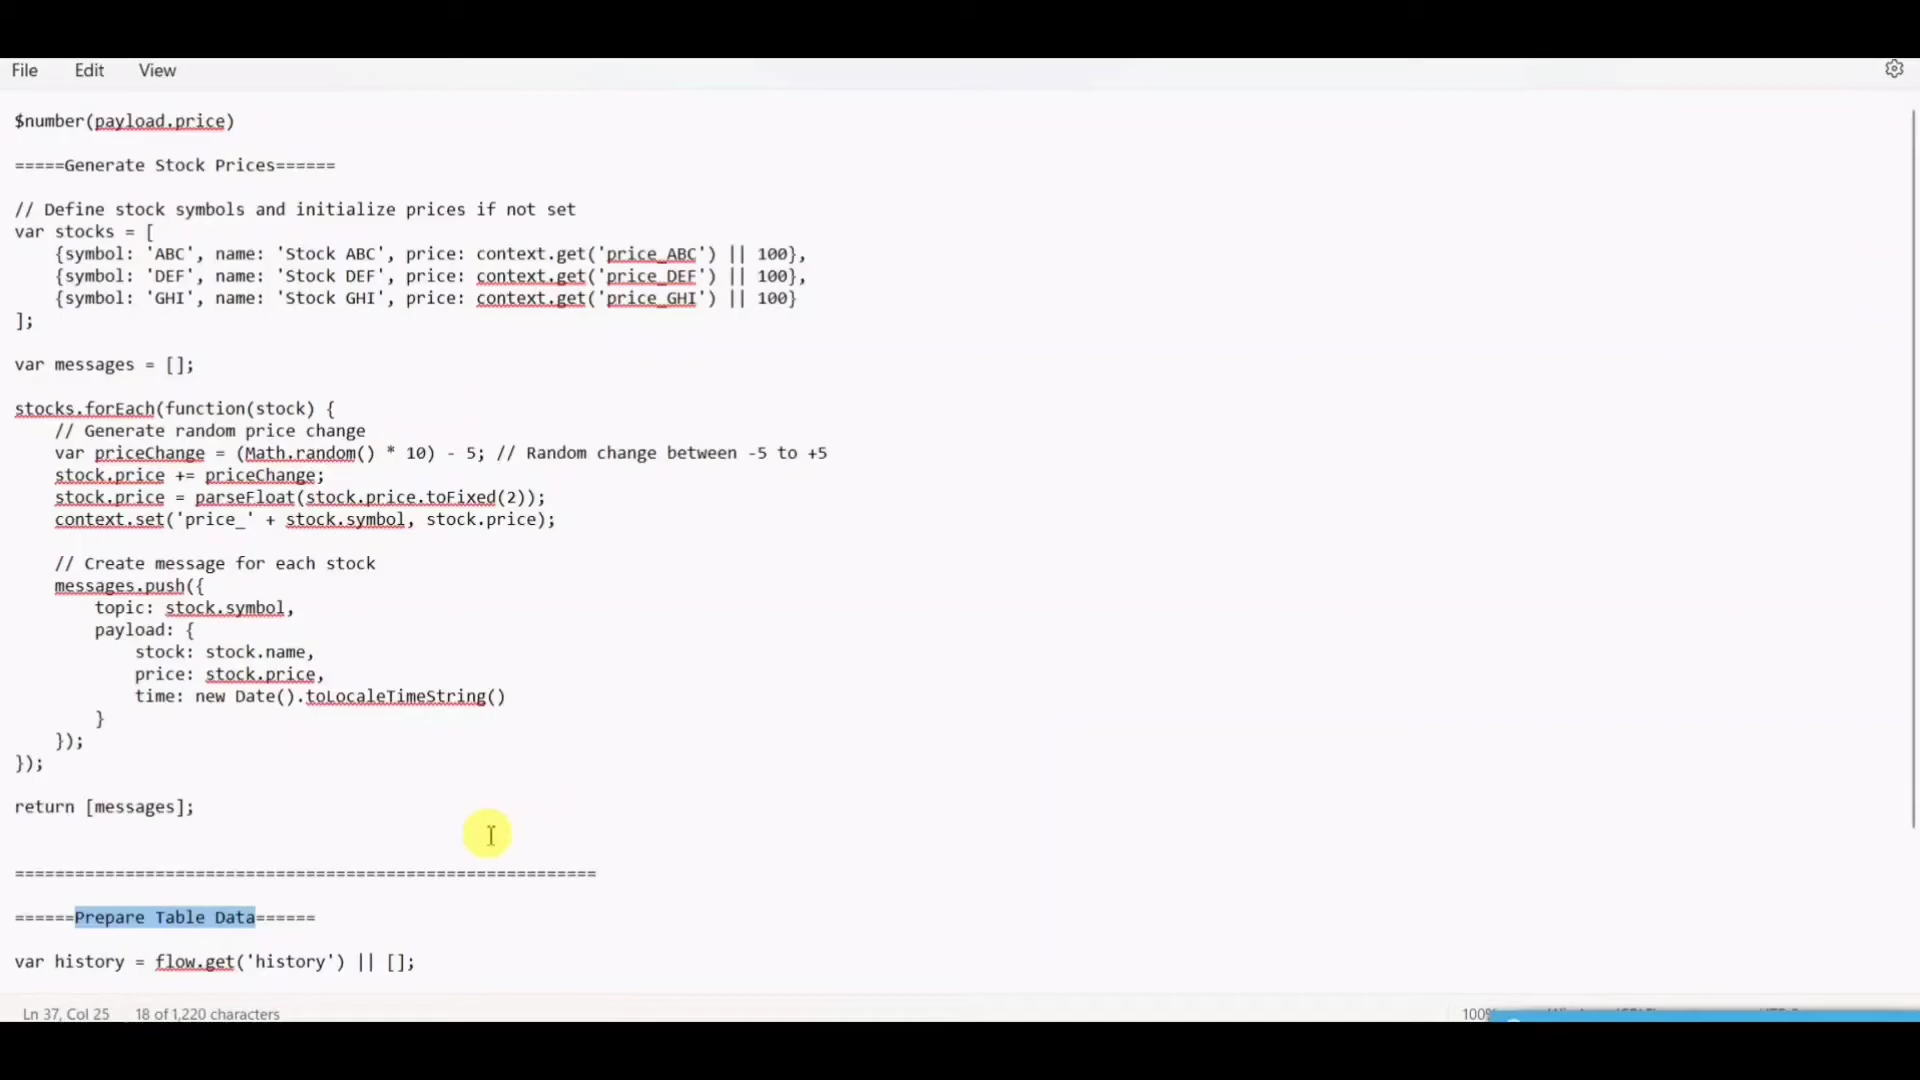 File Edit View
$number(payload.price)
=====Generate Stock Prices======
// Define stock symbols and initialize prices if not set
var stocks = [
    {symbol: 'ABC', name: 'Stock ABC', price: context.get('price_ABC') || 100},
    {symbol: 'DEF', name: 'Stock DEF', price: context.get('price_DEF') || 100},
    {symbol: 'GHI', name: 'Stock GHI', price: context.get('price_GHI') || 100}
];
var messages = [];
stocks.forEach(function(stock) {
    // Generate random price change
    var priceChange = (Math.random() * 10) - 5; // Random change between -5 to +5
    stock.price += priceChange;
    stock.price = parseFloat(stock.price.toFixed(2));
    context.set('price_' + stock.symbol, stock.price);
    // Create message for each stock
    messages.push({
        topic: stock.symbol,
        payload: {
            stock: stock.name,
            price: stock.price,
            time: new Date().toLocaleTimeString()
        }
    });
});
return [messages];
==========================================================
======Prepare Table Data======
var history = flow.get('history') || [];
Ln 37, Col 25 18 of 1,220 characters 100%